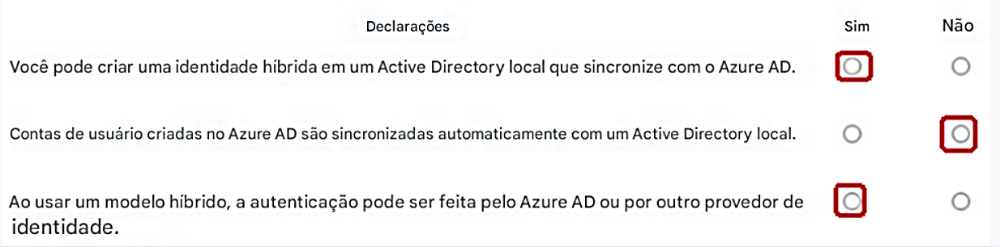 Declarações Sim Não
Você pode criar uma identidade híbrida em um Active Directory local que sincronize com o Azure AD.
Contas de usuário criadas no Azure AD são sincronizadas automaticamente com um Active Directory local.
Ao usar um modelo híbrido, a autenticação pode ser feita pelo Azure AD ou por outro provedor de
identidade.